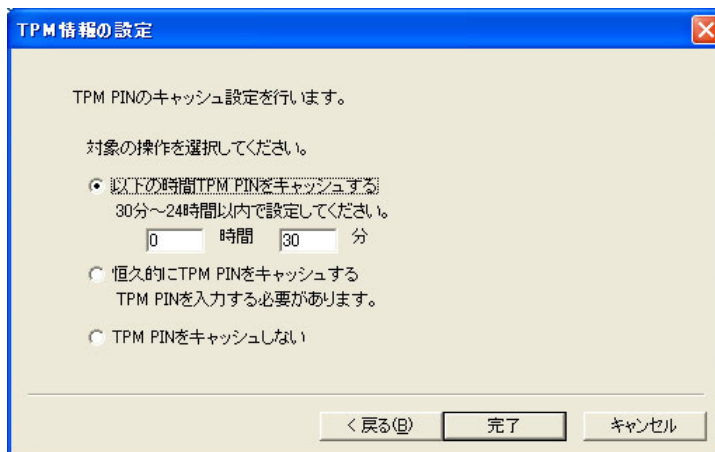 TPM情報の設定
TPM PINのキャッシュ設定を行います。
対象の操作を選択してください。
以下の時間TPM PINをキャッシュする
30分～24時間以内で設定してください。
0 時間 30 分
恒久的にTPM PINをキャッシュする
TPM PINを入力する必要があります。
TPM PINをキャッシュしない
< 戻る(B) 完了 キャンセル